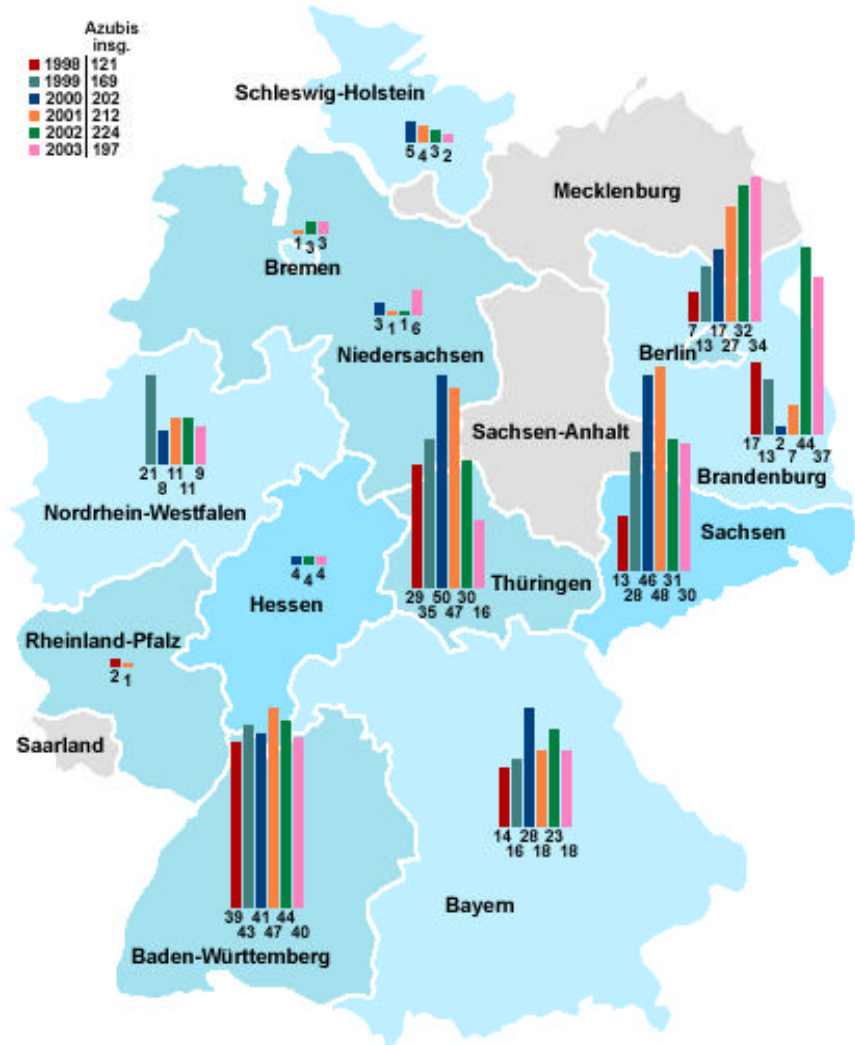 Azubis
insg.
1998 121
1999 169
2000 202
2001 212
2002 224
2003 197
Schleswig-Holstein
5 4 3 2
Mecklenburg
1 3 3
Bremen
3 1 1 6
Niedersachsen
7 13 17 27 32 34
Berlin
17 13 2 7 44 37
Brandenburg
Sachsen-Anhalt
21 8 11 11 9
Nordrhein-Westfalen
Sachsen
13 28 46 48 31 30
4 4 4
Hessen
29 35 50 47 30 16
Thüringen
Rheinland-Pfalz
2 1
Saarland
14 16 28 18 23 18
Bayern
39 43 41 47 44 40
Baden-Württemberg